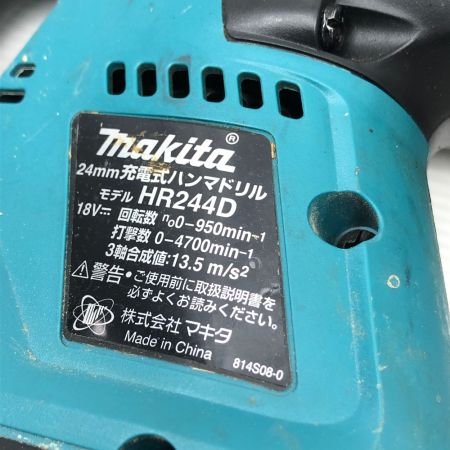 makita®
24mm充電式ハンマドリル
モデル HR244D
18V⎓ 回転数 n₀0-950min-1
打撃数 0-4700min-1
3軸合成値:13.5 m/s²
⚠警告・ご使用前に取扱説明書を
必ずよくお読みください。
株式会社マキタ
Made in China
814S08-0